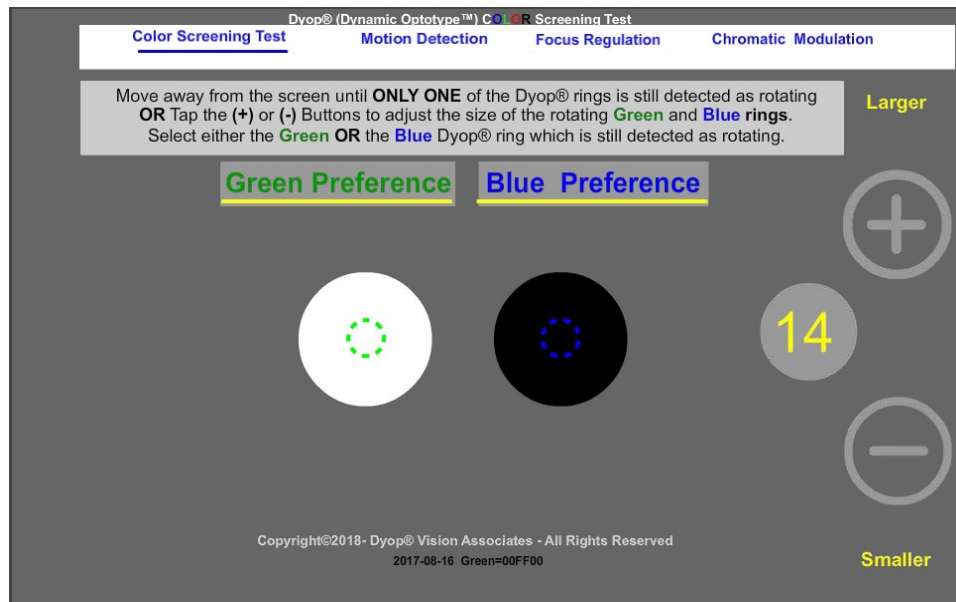 Dyop® (Dynamic Optotype™) COLOR Screening Test
Color Screening Test Motion Detection Focus Regulation Chromatic Modulation
Move away from the screen until ONLY ONE of the Dyop® rings is still detected as rotating
OR Tap the (+) or (-) Buttons to adjust the size of the rotating Green and Blue rings.
Select either the Green OR the Blue Dyop® ring which is still detected as rotating.
Larger
Green Preference Blue Preference
14
Copyright©2018- Dyop® Vision Associates - All Rights Reserved
2017-08-16 Green=00FF00
Smaller